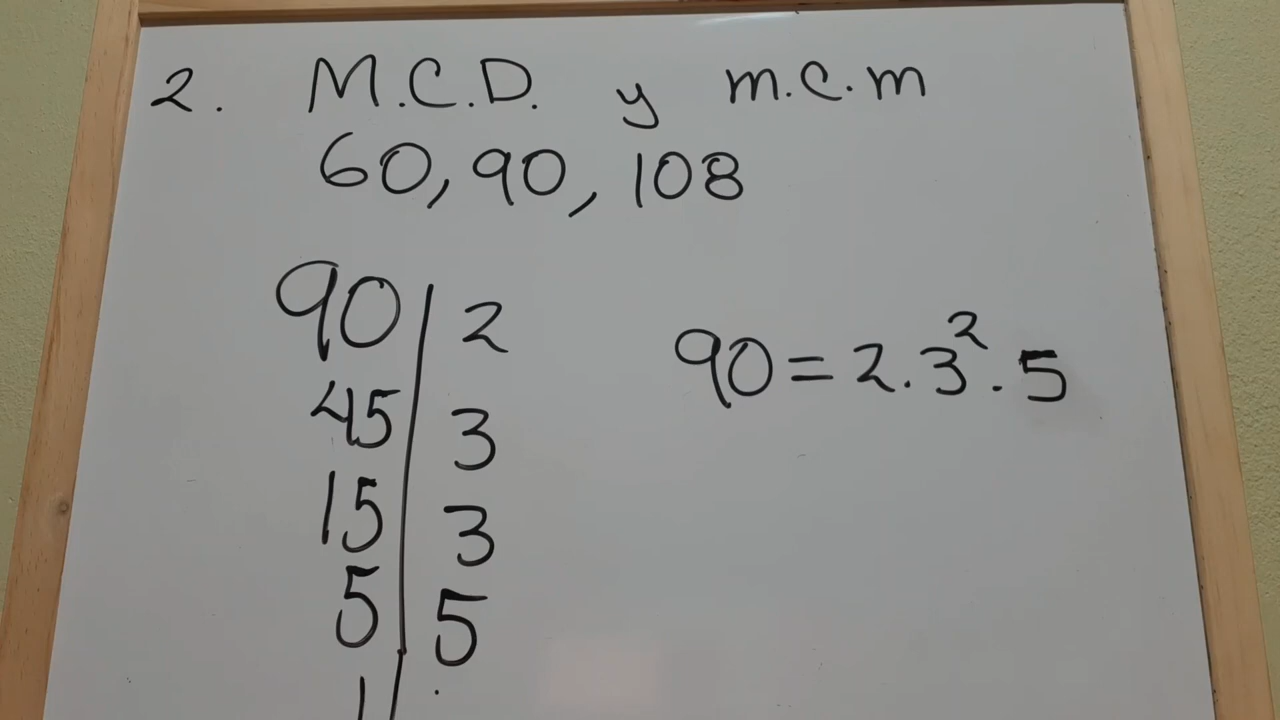 2. M.C.D. y m.c.m
60, 90, 108
90 | 2
45 | 3
15 | 3
5 | 5
1 |
90 = 2 . 3² . 5